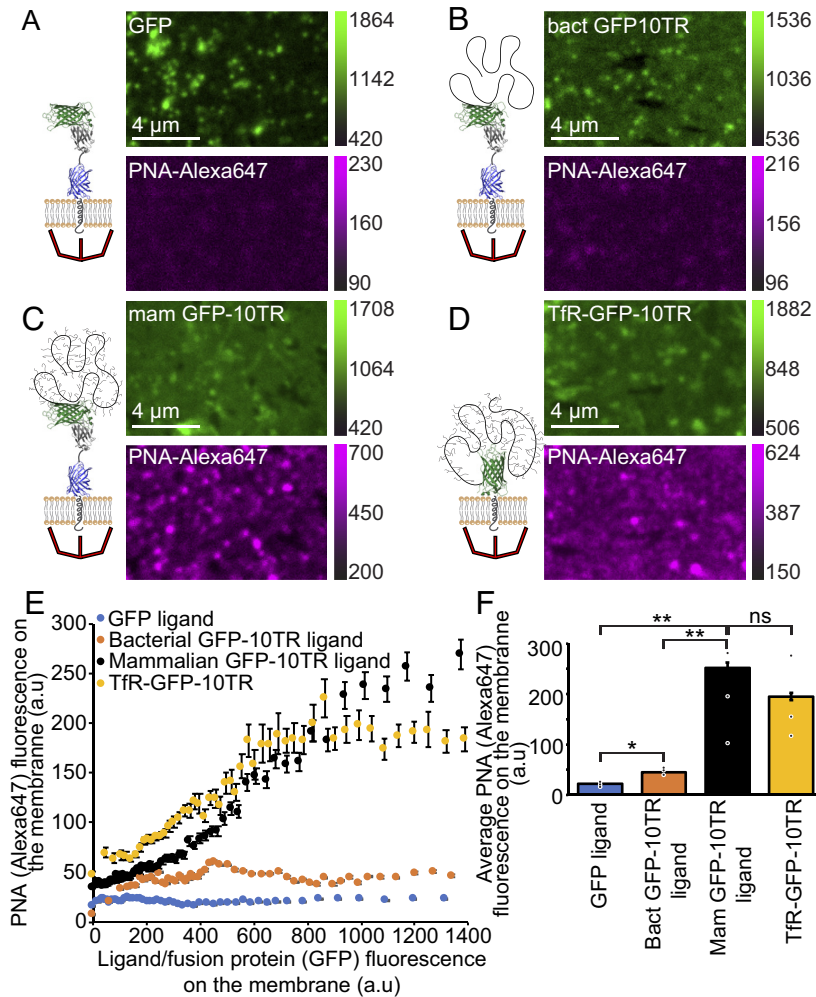 A
GFP
4 µm
1864
1142
420
PNA-Alexa647
230
160
90
B
bact GFP10TR
4 µm
1536
1036
536
PNA-Alexa647
216
156
96
C
mam GFP-10TR
4 µm
1708
1064
420
PNA-Alexa647
700
450
200
D
TfR-GFP-10TR
4 µm
1882
848
506
PNA-Alexa647
624
387
150
E
PNA (Alexa647) fluorescence on
the membranne (a.u)
300
250
200
150
100
50
0
GFP ligand
Bacterial GFP-10TR ligand
Mammalian GFP-10TR ligand
TfR-GFP-10TR
0 200 400 600 800 1000 1200 1400
Ligand/fusion protein (GFP) fluorescence
on the membrane (a.u)
F
Average PNA (Alexa647)
fluorescence on the membranne
(a.u)
300
200
100
0
**
ns
**
*
GFP ligand
Bact GFP-10TR
ligand
Mam GFP-10TR
ligand
TfR-GFP-10TR